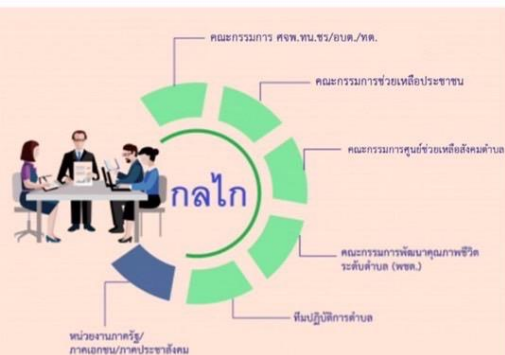 คณะกรรมการ ศจพ.ทน.ชร/อบต./ทต.
คณะกรรมการช่วยเหลือประชาชน
คณะกรรมการศูนย์ช่วยเหลือสังคมตำบล
กลไก
คณะกรรมการพัฒนาคุณภาพชีวิต
ระดับตำบล (พชต.)
ทีมปฏิบัติการตำบล
หน่วยงานภาครัฐ/
ภาคเอกชน/ภาคประชาสังคม